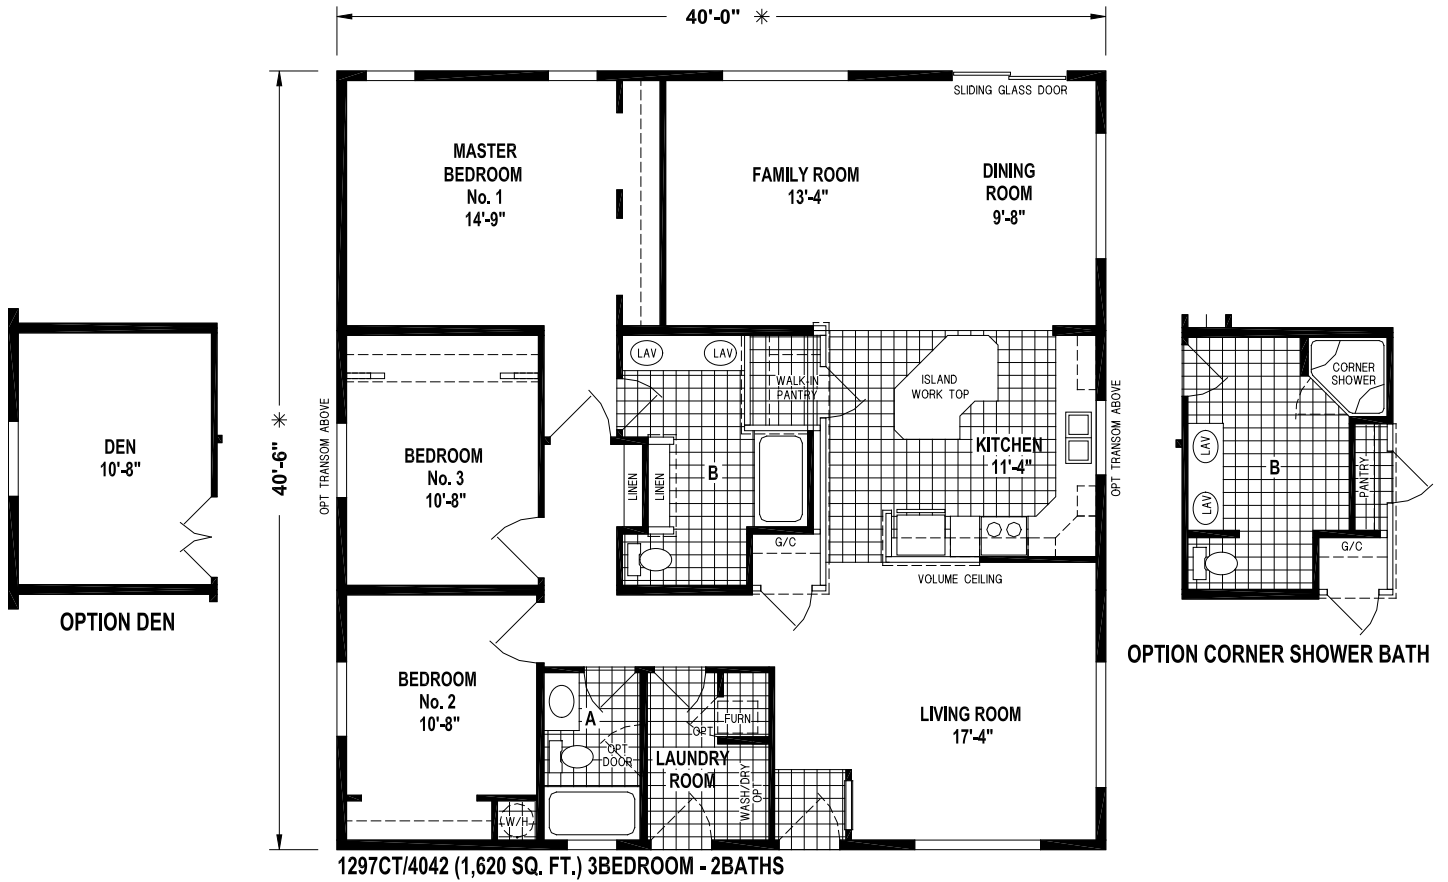 40'-0" ✳
SLIDING GLASS DOOR
MASTER
BEDROOM
No. 1
14'-9"
FAMILY ROOM
13'-4"
DINING
ROOM
9'-8"
40'-6" ✳
DEN
10'-8"
OPTION DEN
OPT TRANSOM ABOVE
BEDROOM
No. 3
10'-8"
LAV
LAV
WALK-IN
PANTRY
ISLAND
WORK TOP
KITCHEN
11'-4"
OPT TRANSOM ABOVE
LINEN
LINEN
B
G/C
VOLUME CEILING
CORNER
SHOWER
LAV
LAV
B
PANTRY
G/C
OPTION CORNER SHOWER BATH
BEDROOM
No. 2
10'-8"
W/H
A
OPT
DOOR
LAUNDRY
ROOM
OPT
FURN
WASH/DRY
OPT
LIVING ROOM
17'-4"
1297CT/4042 (1,620 SQ. FT.) 3BEDROOM - 2BATHS